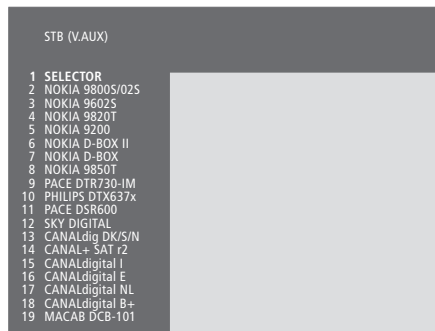 STB (V.AUX)
1 SELECTOR
2 NOKIA 9800S/02S
3 NOKIA 9602S
4 NOKIA 9820T
5 NOKIA 9200
6 NOKIA D-BOX II
7 NOKIA D-BOX
8 NOKIA 9850T
9 PACE DTR730-IM
10 PHILIPS DTX637x
11 PACE DSR600
12 SKY DIGITAL
13 CANALdig DK/S/N
14 CANAL+ SAT r2
15 CANALdigital I
16 CANALdigital E
17 CANALdigital NL
18 CANALdigital B+
19 MACAB DCB-101